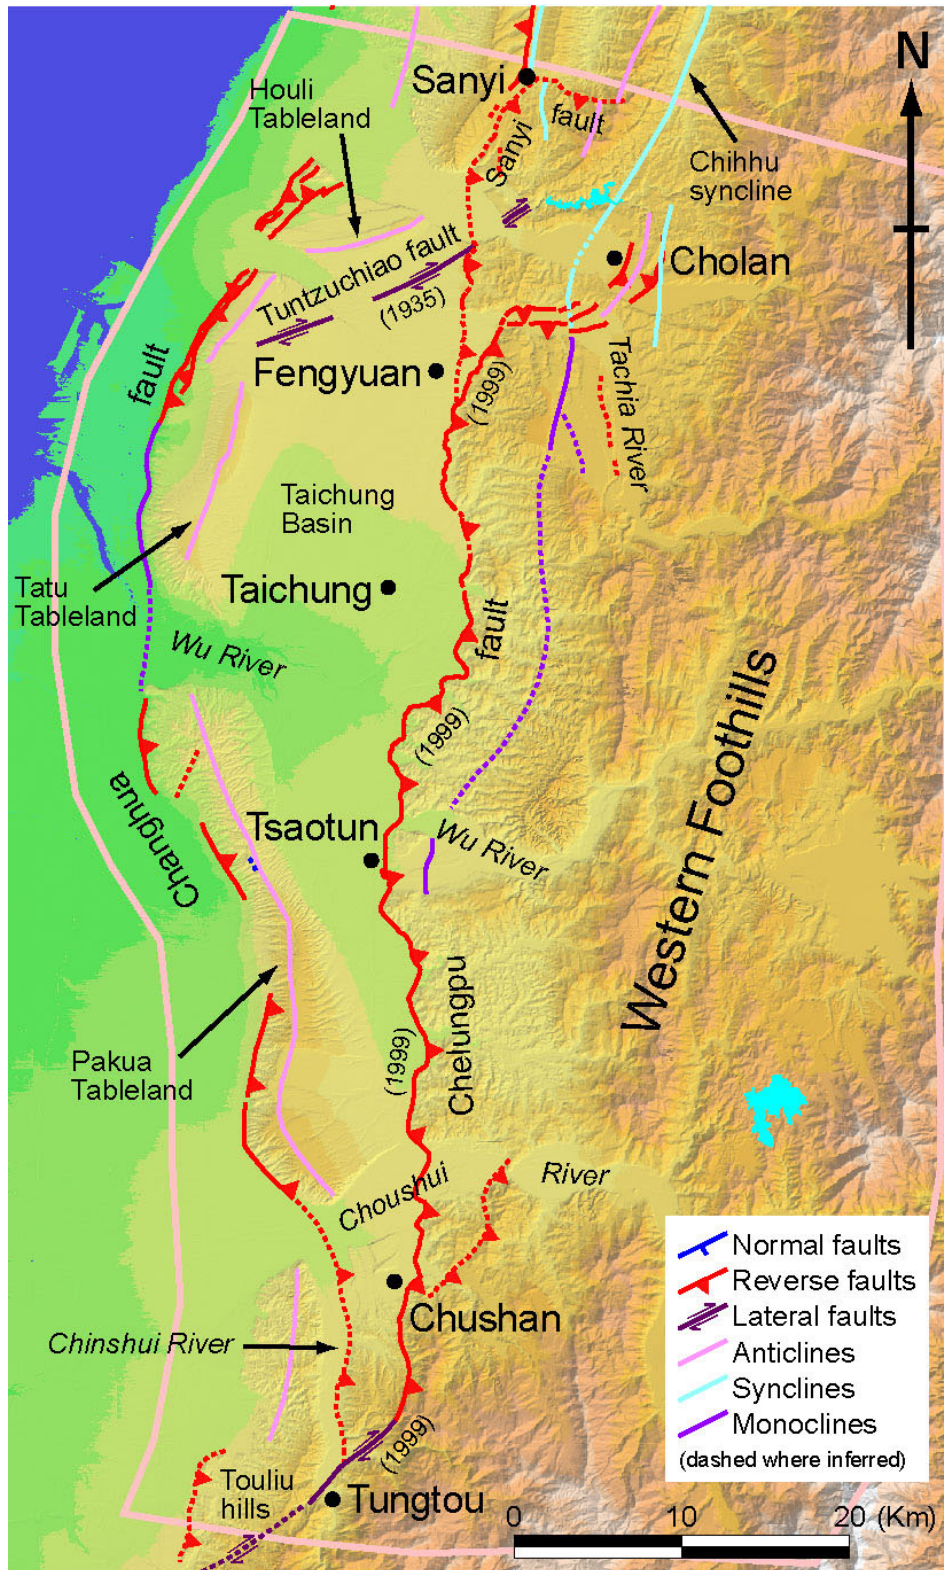 N
Sanyi
Houli
Tableland
Sanyi
fault
Chihhu
syncline
Cholan
Tuntzuchiao fault
(1935)
fault
Fengyuan
(1999)
Tachia River
Taichung
Basin
Tatu
Tableland
Taichung
fault
Wu River
(1999)
Western Foothills
Changhua
Tsaotun
Wu River
Pakua
Tableland
(1999)
Chelungpu
Choushui
River
Chushan
Chinshui River
(1999)
Touliu
hills
Tungtou
Normal faults
Reverse faults
Lateral faults
Anticlines
Synclines
Monoclines
(dashed where inferred)
0 10 20 (Km)